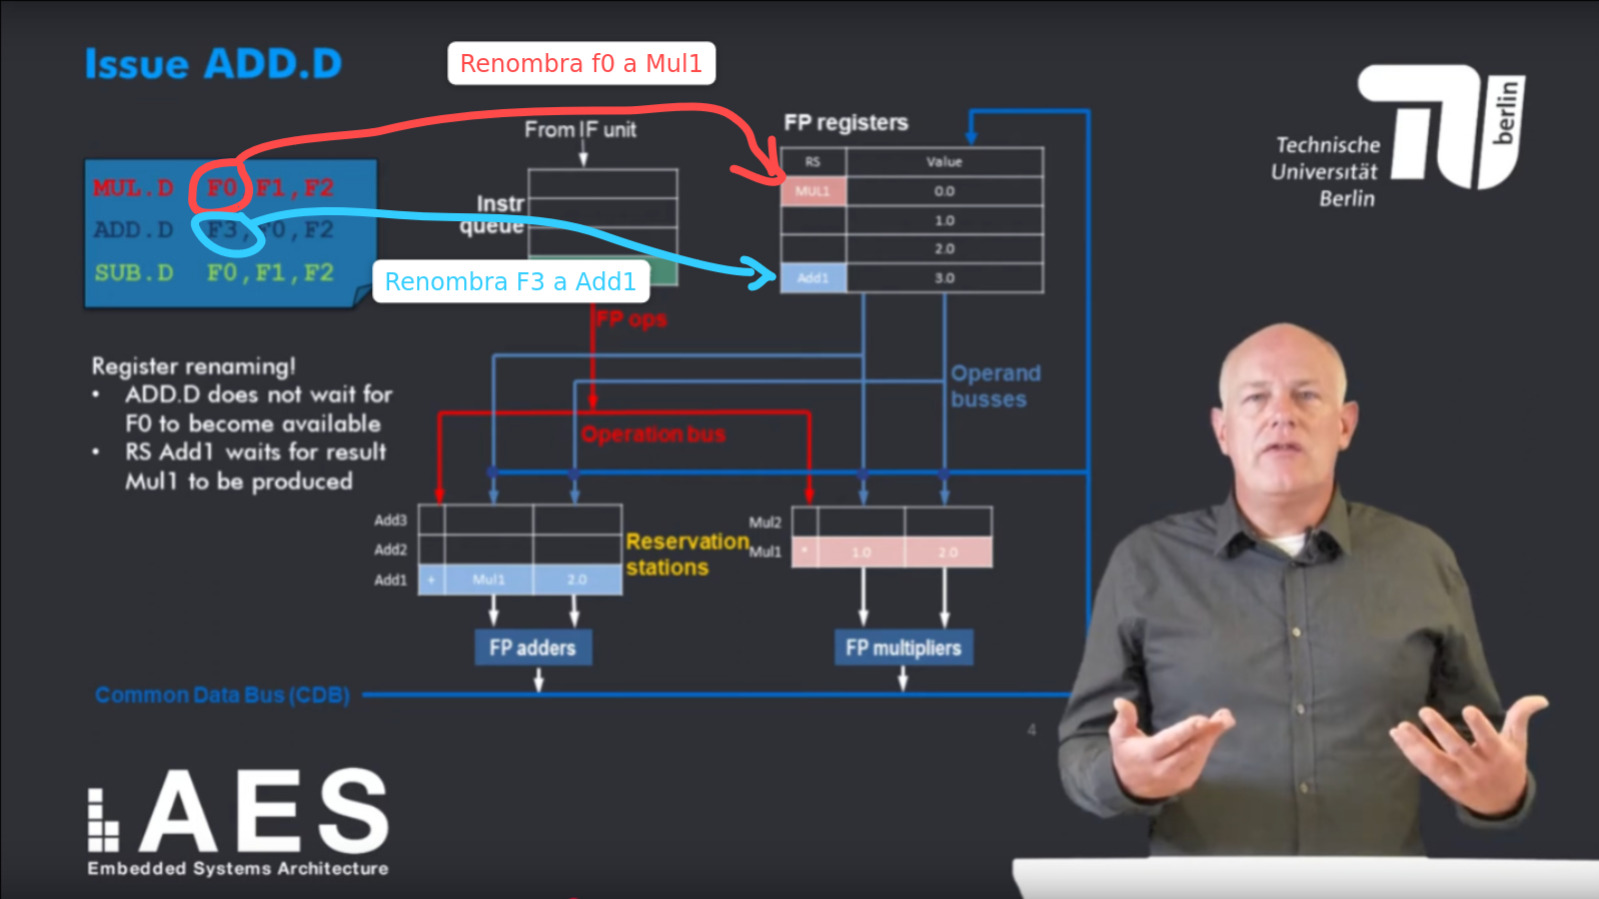 Issue ADD.D
Renombra f0 a Mul1
From IF unit
FP registers
Technische
Universität
Berlin
berlin
RS Value
MUL.D F0,F1,F2
MUL1 0.0
Instr
queue
1.0
ADD.D F3,F0,F2
2.0
SUB.D F0,F1,F2
Renombra F3 a Add1
Add1 3.0
FP ops
Register renaming!
• ADD.D does not wait for
F0 to become available
• RS Add1 waits for result
Mul1 to be produced
Operand
busses
Operation bus
Add3
Add2
Add1 + Mul1 2.0
Reservation
stations
Mul2
Mul1 * 1.0 2.0
FP adders
FP multipliers
Common Data Bus (CDB)
4
AES
Embedded Systems Architecture